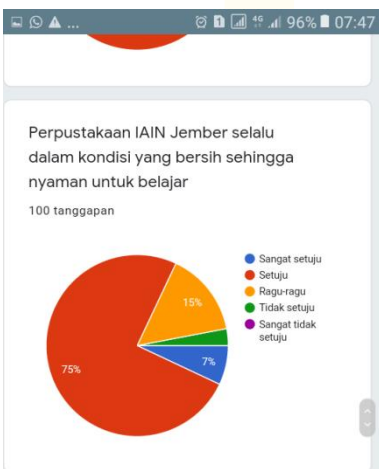 ... 4G 96% 07:47
Perpustakaan IAIN Jember selalu
dalam kondisi yang bersih sehingga
nyaman untuk belajar
100 tanggapan
Sangat setuju
Setuju
Ragu-ragu
Tidak setuju
Sangat tidak
setuju
15%
7%
75%